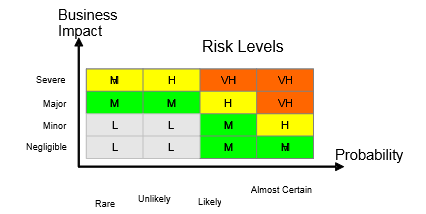 Business
Impact
Risk Levels
Severe H VH VH
Major M M H VH
Minor L L M H
Negligible L L M
Probability
Rare Unlikely Likely Almost Certain